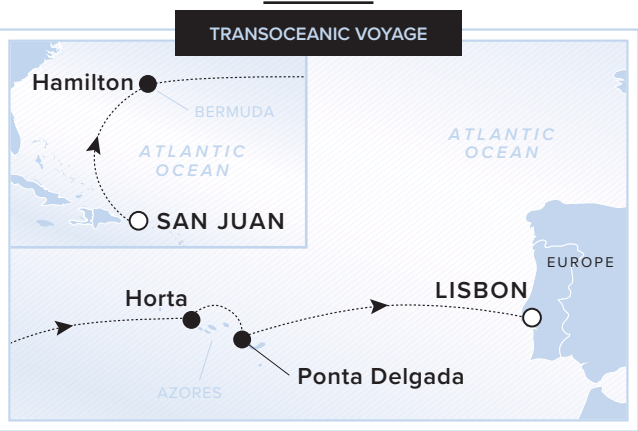 TRANSOCEANIC VOYAGE
Hamilton
BERMUDA
ATLANTIC
OCEAN
SAN JUAN
ATLANTIC
OCEAN
EUROPE
LISBON
Horta
Ponta Delgada
AZORES